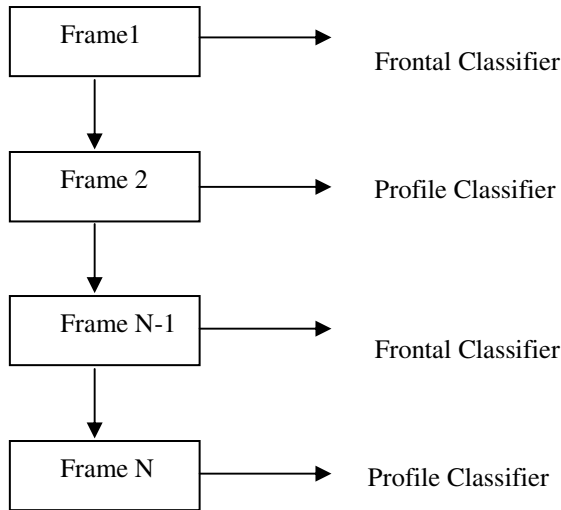 Frame1
Frontal Classifier
Frame 2
Profile Classifier
Frame N-1
Frontal Classifier
Frame N
Profile Classifier